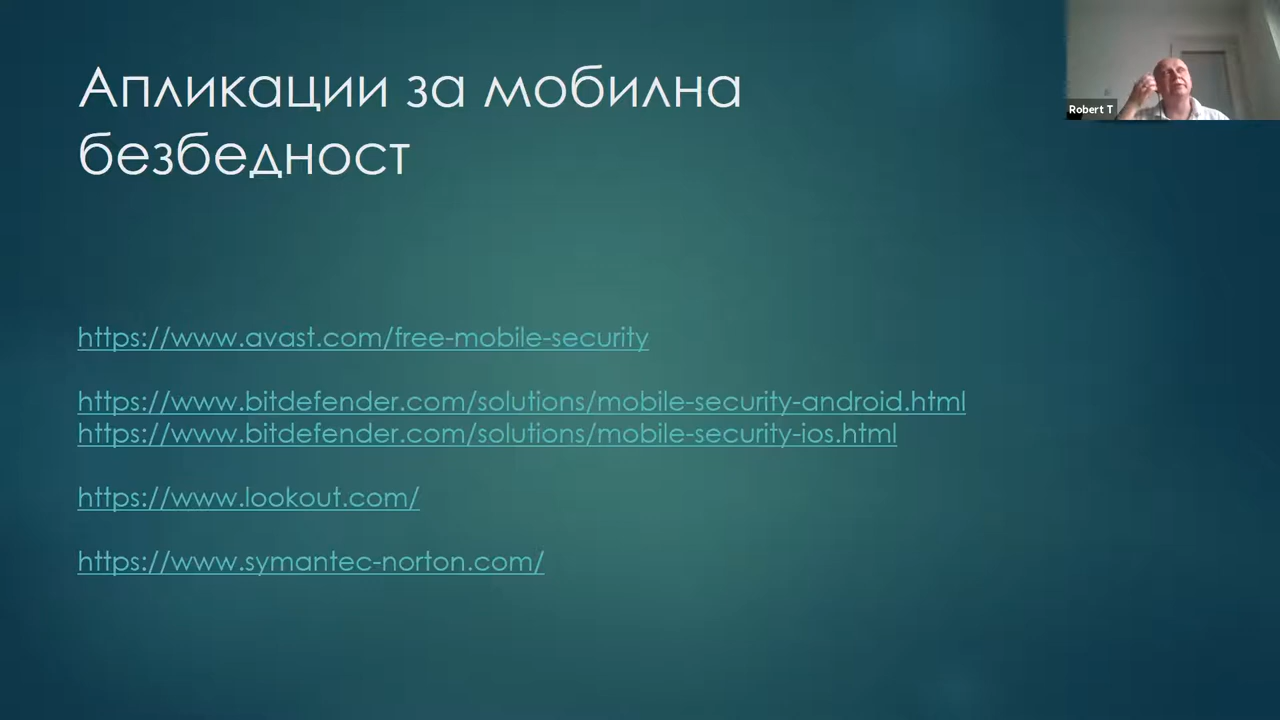 Апликации за мобилна
безбедност
Robert T
https://www.avast.com/free-mobile-security
https://www.bitdefender.com/solutions/mobile-security-android.html
https://www.bitdefender.com/solutions/mobile-security-ios.html
https://www.lookout.com/
https://www.symantec-norton.com/